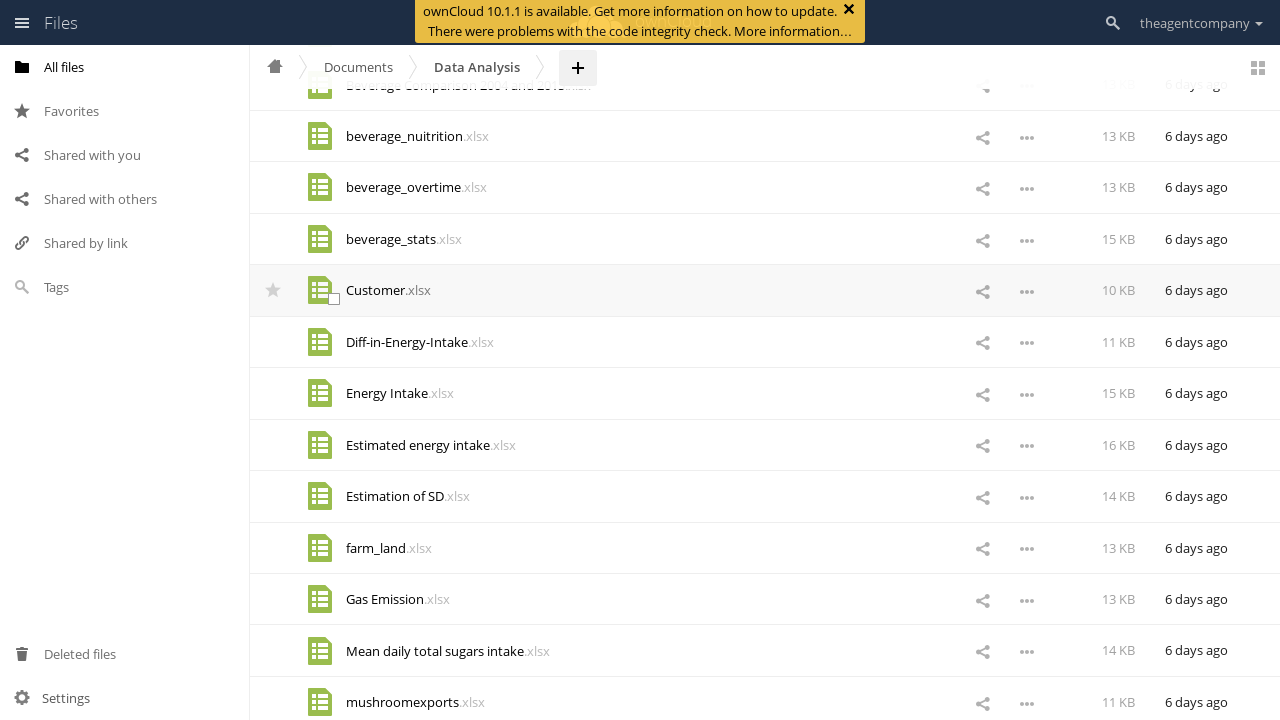 Files
ownCloud 10.1.1 is available. Get more information on how to update.
There were problems with the code integrity check. More information…
theagentcompany
All files
Favorites
Shared with you
Shared with others
Shared by link
Tags
Deleted files
Settings
Documents
Data Analysis
beverage_nuitrition.xlsx 13 KB 6 days ago
beverage_overtime.xlsx 13 KB 6 days ago
beverage_stats.xlsx 15 KB 6 days ago
Customer.xlsx 10 KB 6 days ago
Diff-in-Energy-Intake.xlsx 11 KB 6 days ago
Energy Intake.xlsx 15 KB 6 days ago
Estimated energy intake.xlsx 16 KB 6 days ago
Estimation of SD.xlsx 14 KB 6 days ago
farm_land.xlsx 13 KB 6 days ago
Gas Emission.xlsx 13 KB 6 days ago
Mean daily total sugars intake.xlsx 14 KB 6 days ago
mushroomexports.xlsx 11 KB 6 days ago